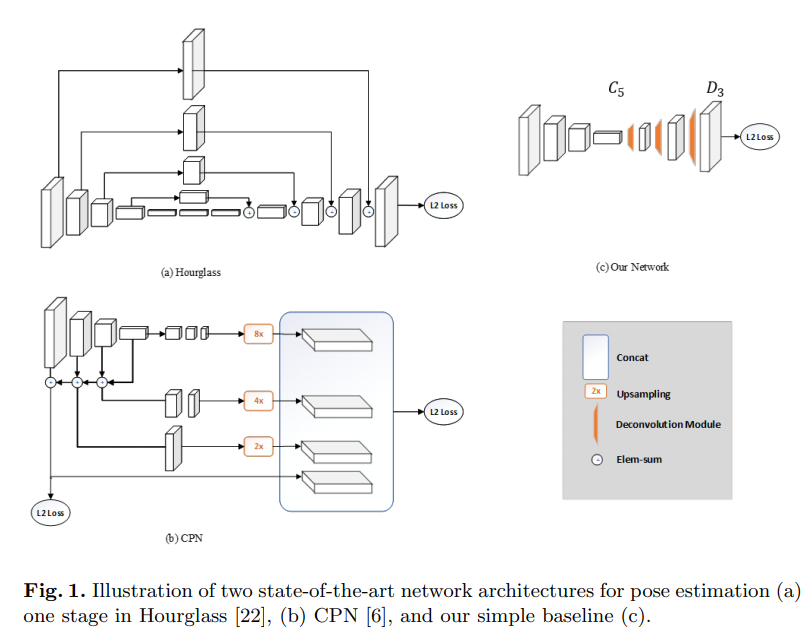 C₅
D₃
L2 Loss
L2 Loss
(a) Hourglass
(c) Our Network
8x
Concat
2x
Upsampling
4x
L2 Loss
Deconvolution Module
2x
Elem-sum
L2 Loss
(b) CPN
Fig. 1. Illustration of two state-of-the-art network architectures for pose estimation (a)
one stage in Hourglass [22], (b) CPN [6], and our simple baseline (c).